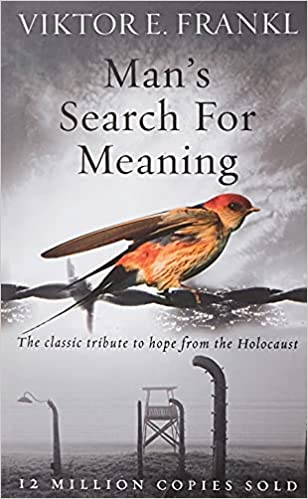 VIKTOR E. FRANKL
Man's
Search For
Meaning
The classic tribute to hope from the Holocaust
12 MILLION COPIES SOLD